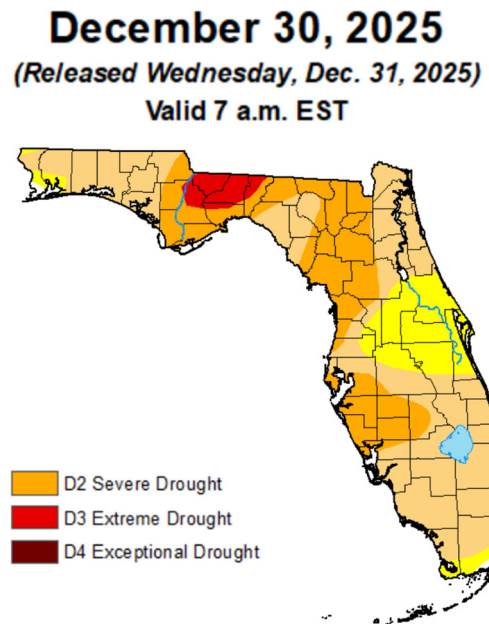 December 30, 2025
(Released Wednesday, Dec. 31, 2025)
Valid 7 a.m. EST
D2 Severe Drought
D3 Extreme Drought
D4 Exceptional Drought